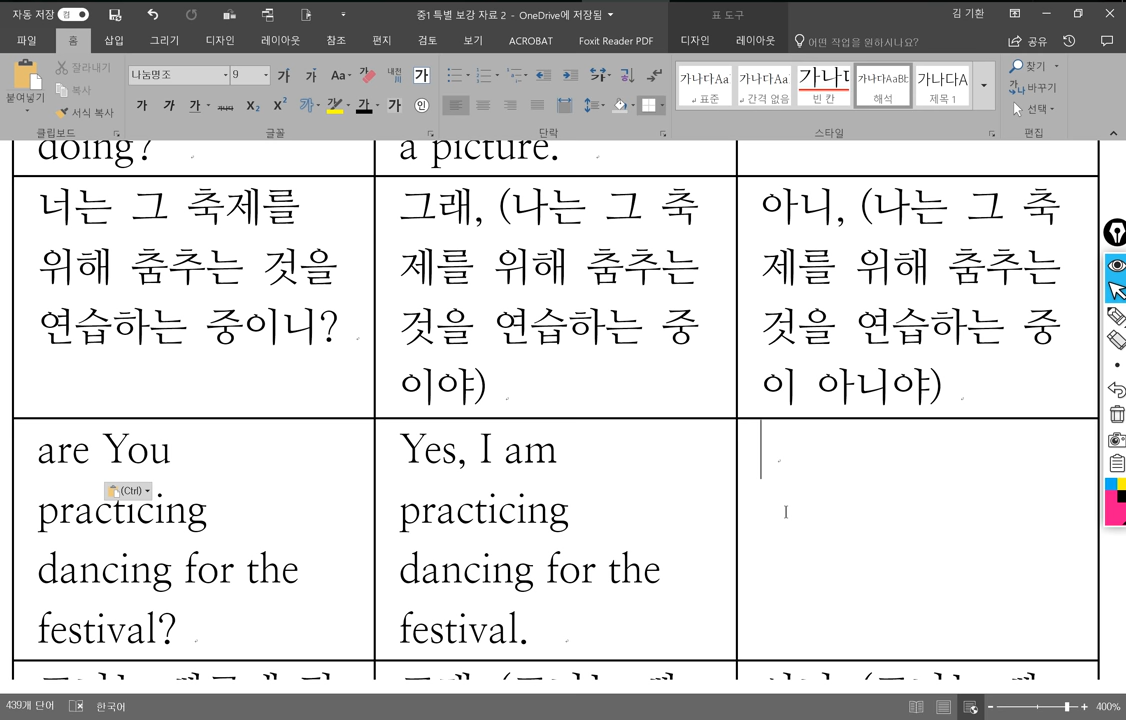 자동 저장 켬 중1 특별 보강 자료 2 - OneDrive에 저장됨 표 도구 김 기환
파일 홈 삽입 그리기 디자인 레이아웃 참조 편지 검토 보기 ACROBAT Foxit Reader PDF 디자인 레이아웃 어떤 작업을 원하시나요? 공유
붙여넣기 잘라내기 복사 서식 복사
나눔명조 9
가나다Aa 가나다Aa 가나다 가나다AaBb 가나다A
표준 간격 없음 빈 칸 해석 제목 1
찾기 바꾸기 선택
클립보드 글꼴 단락 스타일 편집
doing? a picture.
너는 그 축제를 그래, (나는 그 축 아니, (나는 그 축
위해 춤추는 것을 제를 위해 춤추는 제를 위해 춤추는
연습하는 중이니? 것을 연습하는 중 것을 연습하는 중
이야) 이 아니야)
are You Yes, I am
(Ctrl)
practicing practicing
dancing for the dancing for the
festival? festival.
439개 단어 한국어 400%